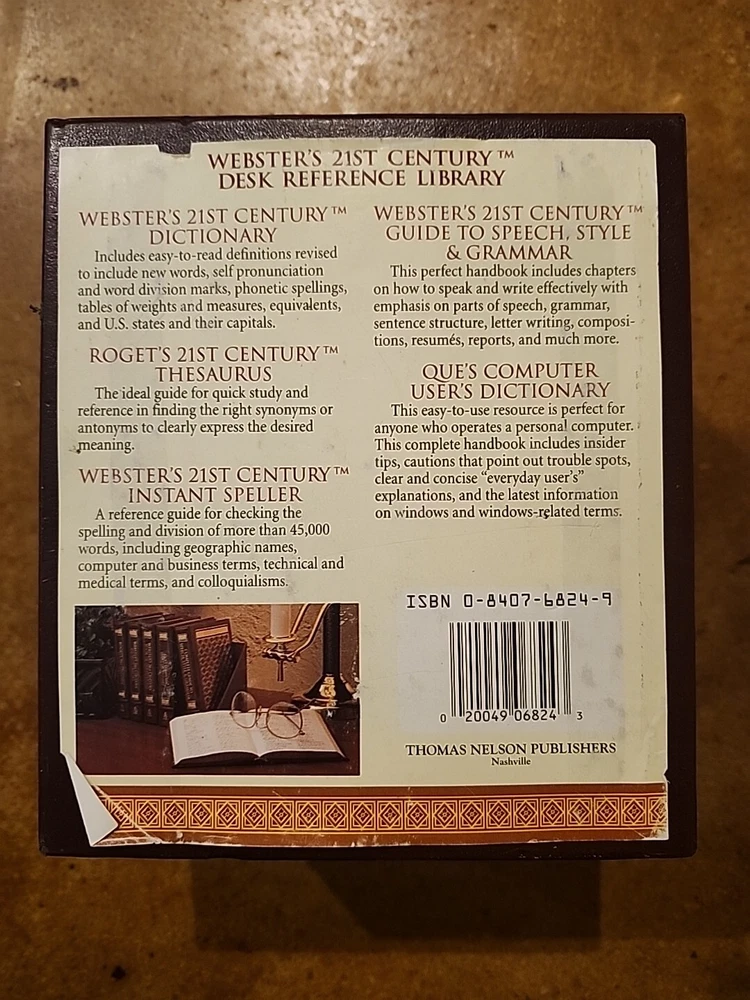 WEBSTER'S 21ST CENTURY™
DESK REFERENCE LIBRARY
WEBSTER'S 21ST CENTURY™
DICTIONARY
Includes easy-to-read definitions revised
to include new words, self pronunciation
and word division marks, phonetic spellings,
tables of weights and measures, equivalents,
and U.S. states and their capitals.
ROGET'S 21ST CENTURY™
THESAURUS
The ideal guide for quick study and
reference in finding the right synonyms or
antonyms to clearly express the desired
meaning.
WEBSTER'S 21ST CENTURY™
INSTANT SPELLER
A reference guide for checking the
spelling and division of more than 45,000
words, including geographic names,
computer and business terms, technical and
medical terms, and colloquialisms.
WEBSTER'S 21ST CENTURY™
GUIDE TO SPEECH, STYLE
& GRAMMAR
This perfect handbook includes chapters
on how to speak and write effectively with
emphasis on parts of speech, grammar,
sentence structure, letter writing, composi-
tions, resumés, reports, and much more.
QUE'S COMPUTER
USER'S DICTIONARY
This easy-to-use resource is perfect for
anyone who operates a personal computer.
This complete handbook includes insider
tips, cautions that point out trouble spots,
clear and concise "everyday user's"
explanations, and the latest information
on windows and windows-related terms.
ISBN 0-8407-6824-9
0 20049 06824 3
THOMAS NELSON PUBLISHERS
Nashville